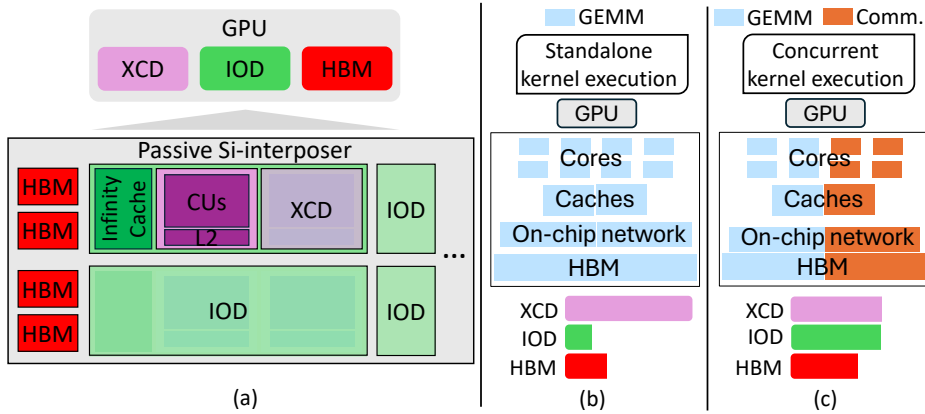 GPU
XCD
IOD
HBM
Passive Si-interposer
HBM
HBM
Infinity
Cache
CUs
L2
XCD
IOD
...
HBM
HBM
IOD
IOD
(a)
GEMM
Standalone
kernel execution
GPU
Cores
Caches
On-chip network
HBM
XCD
IOD
HBM
(b)
GEMM
Comm.
Concurrent
kernel execution
GPU
Cores
Caches
On-chip network
HBM
XCD
IOD
HBM
(c)